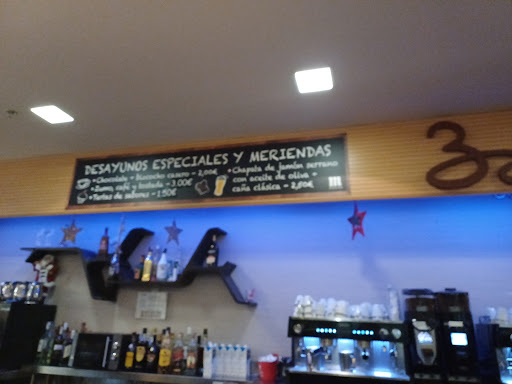 DESAYUNOS ESPECIALES Y MERIENDAS
• Chocolate + Bizcocho casero = 2,00€
• Zumo, café y tostada = 3.00€
• Tartas de sabores = 1.50€
• Chapata de jamón serrano
con aceite de oliva +
caña clásica = 2,80€
m